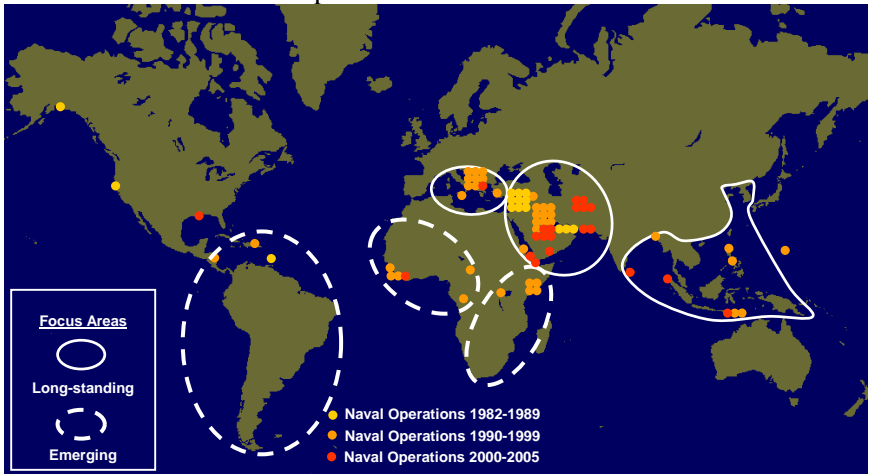 Focus Areas
Long-standing
Emerging
Naval Operations 1982-1989
Naval Operations 1990-1999
Naval Operations 2000-2005